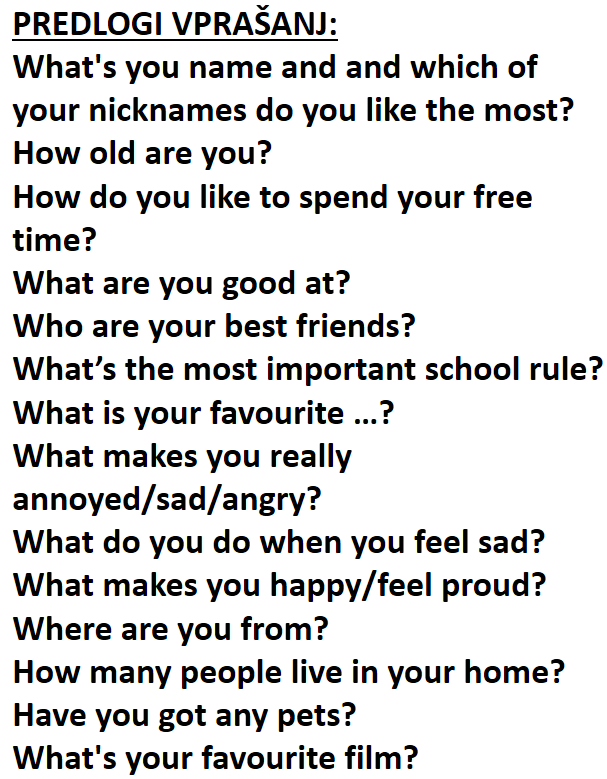 PREDLOGI VPRAŠANJ:
What's you name and and which of
your nicknames do you like the most?
How old are you?
How do you like to spend your free
time?
What are you good at?
Who are your best friends?
What’s the most important school rule?
What is your favourite …?
What makes you really
annoyed/sad/angry?
What do you do when you feel sad?
What makes you happy/feel proud?
Where are you from?
How many people live in your home?
Have you got any pets?
What's your favourite film?